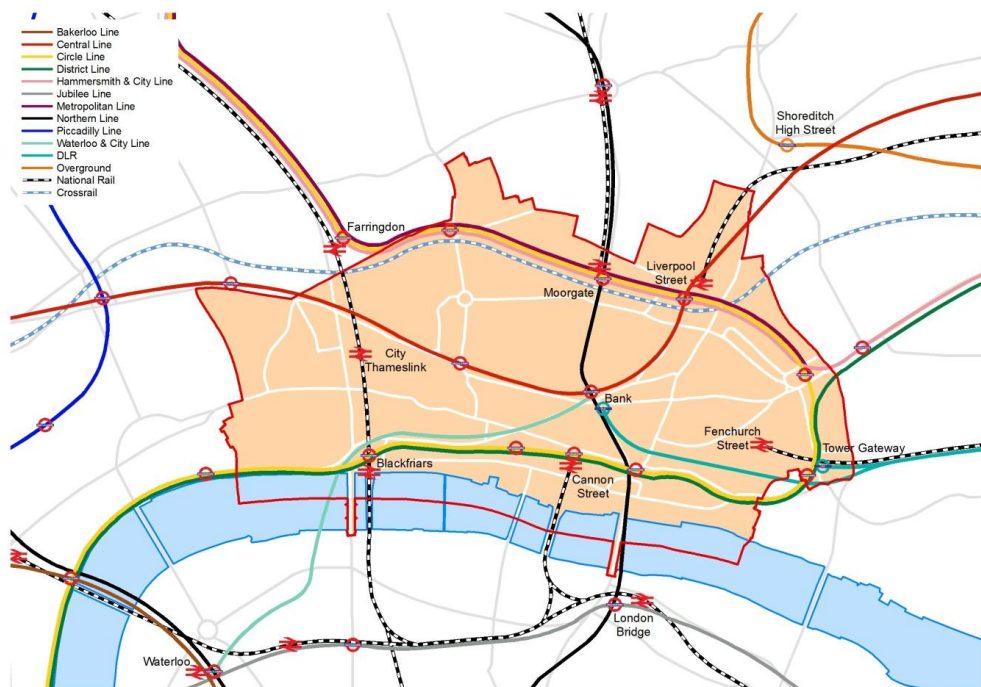 Bakerloo Line
Central Line
Circle Line
District Line
Hammersmith & City Line
Jubilee Line
Metropolitan Line
Northern Line
Piccadilly Line
Waterloo & City Line
DLR
Overground
National Rail
Crossrail
Shoreditch
High Street
Farringdon
Liverpool
Street
Moorgate
City
Thameslink
Bank
Fenchurch
Street
Tower Gateway
Blackfriars
Cannon
Street
London
Bridge
Waterloo